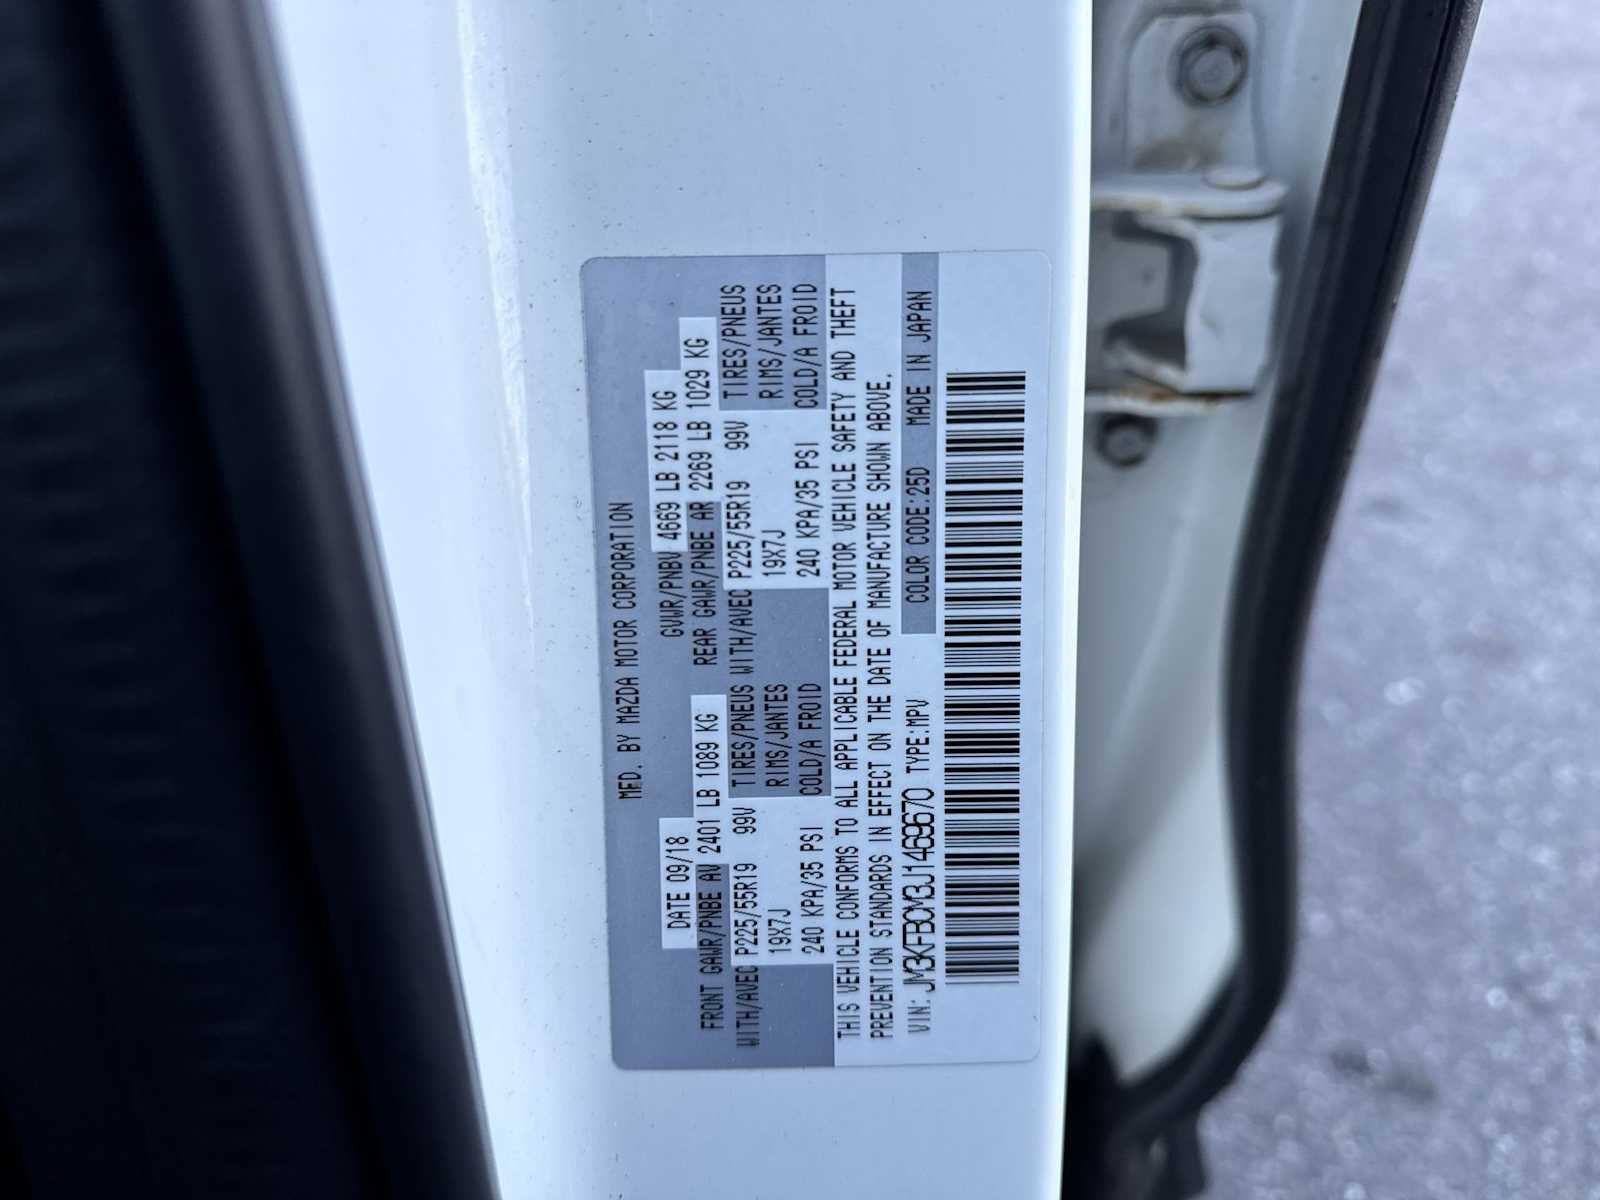 MFD. BY MAZDA MOTOR CORPORATION
DATE 09/18 GVWR/PNBV 4669 LB 2118 KG
FRONT GAWR/PNBE AV 2401 LB 1089 KG REAR GAWR/PNBE AR 2269 LB 1029 KG
WITH/AVEC P225/55R19 99V TIRES/PNEUS WITH/AVEC P225/55R19 99V TIRES/PNEUS
19X7J RIMS/JANTES 19X7J RIMS/JANTES
240 KPA/35 PSI COLD/A FROID 240 KPA/35 PSI COLD/A FROID
THIS VEHICLE CONFORMS TO ALL APPLICABLE FEDERAL MOTOR VEHICLE SAFETY AND THEFT
PREVENTION STANDARDS IN EFFECT ON THE DATE OF MANUFACTURE SHOWN ABOVE.
VIN: JM3KFBCM3J1469670 TYPE:MPV COLOR CODE:25D MADE IN JAPAN